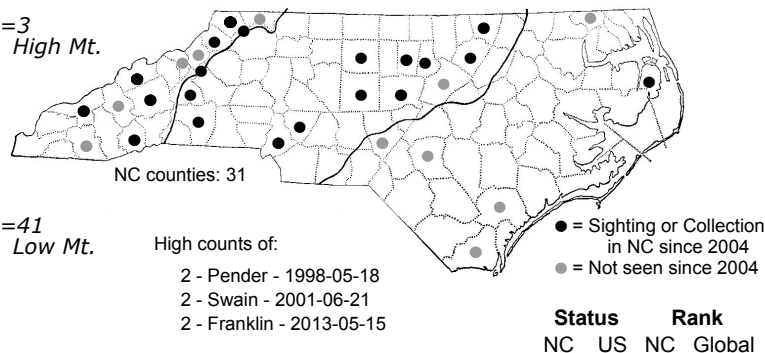 =3
High Mt.
NC counties: 31
=41
Low Mt.
High counts of:
2 - Pender - 1998-05-18
2 - Swain - 2001-06-21
2 - Franklin - 2013-05-15
= Sighting or Collection
in NC since 2004
= Not seen since 2004
Status Rank
NC US NC Global